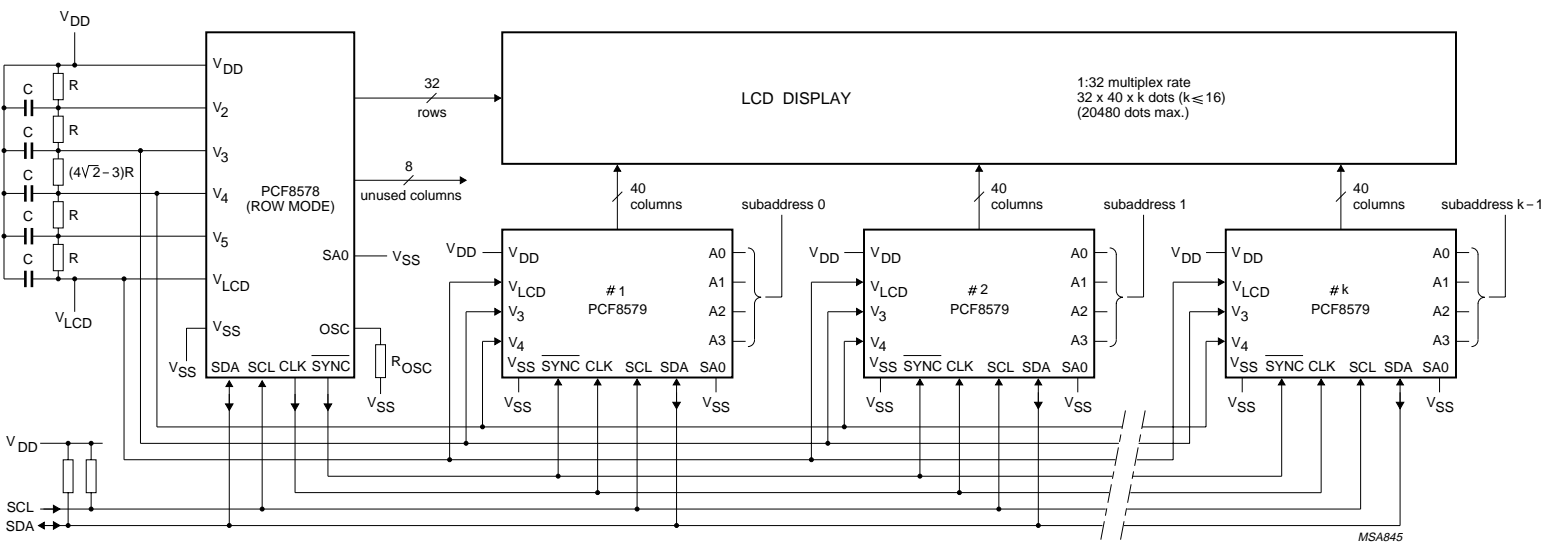 VDD
C
C
C
C
C
R
R
(4√2−3)R
R
R
VLCD
VDD
V2
V3
V4
V5
VLCD
VSS
VSS
PCF8578
(ROW MODE)
SA0
VSS
OSC
ROSC
VSS
SDA SCL CLK SYNC
32
rows
8
unused columns
LCD DISPLAY
1:32 multiplex rate
32 x 40 x k dots (k⩽16)
(20480 dots max.)
40
columns
subaddress 0
VDD
VDD
VLCD
V3
V4
#1
PCF8579
A0
A1
A2
A3
VSS SYNC CLK SCL SDA SA0
VSS
VSS
40
columns
subaddress 1
VDD
VDD
VLCD
V3
V4
#2
PCF8579
A0
A1
A2
A3
VSS SYNC CLK SCL SDA SA0
VSS
VSS
40
columns
subaddress k−1
VDD
VDD
VLCD
V3
V4
#k
PCF8579
A0
A1
A2
A3
VSS SYNC CLK SCL SDA SA0
VSS
VSS
VDD
SCL
SDA
MSA845